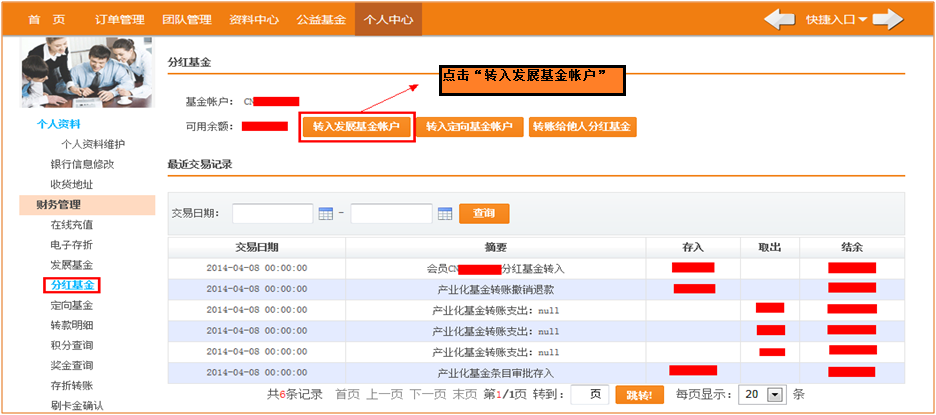 首 页 订单管理 团队管理 资料中心 公益基金 个人中心 快捷入口
分红基金
点击“转入发展基金帐户”
基金帐户： CN
可用余额： 转入发展基金帐户 转入定向基金帐户 转账给他人分红基金
个人资料
个人资料维护
银行信息修改
收货地址
财务管理
在线充值
电子存折
发展基金
分红基金
定向基金
转款明细
积分查询
奖金查询
存折转账
刷卡金确认
最近交易记录
交易日期： - 查询
交易日期 摘要 存入 取出 结余
2014-04-08 00:00:00 会员CN 分红基金转入
2014-04-08 00:00:00 产业化基金转账撤销退款
2014-04-08 00:00:00 产业化基金转账支出：null
2014-04-08 00:00:00 产业化基金转账支出：null
2014-04-08 00:00:00 产业化基金转账支出：null
2014-04-08 00:00:00 产业化基金条目审批存入
共6条记录 首页 上一页 下一页 末页 第1/1页 转到： 页 跳转! 每页显示： 20 条